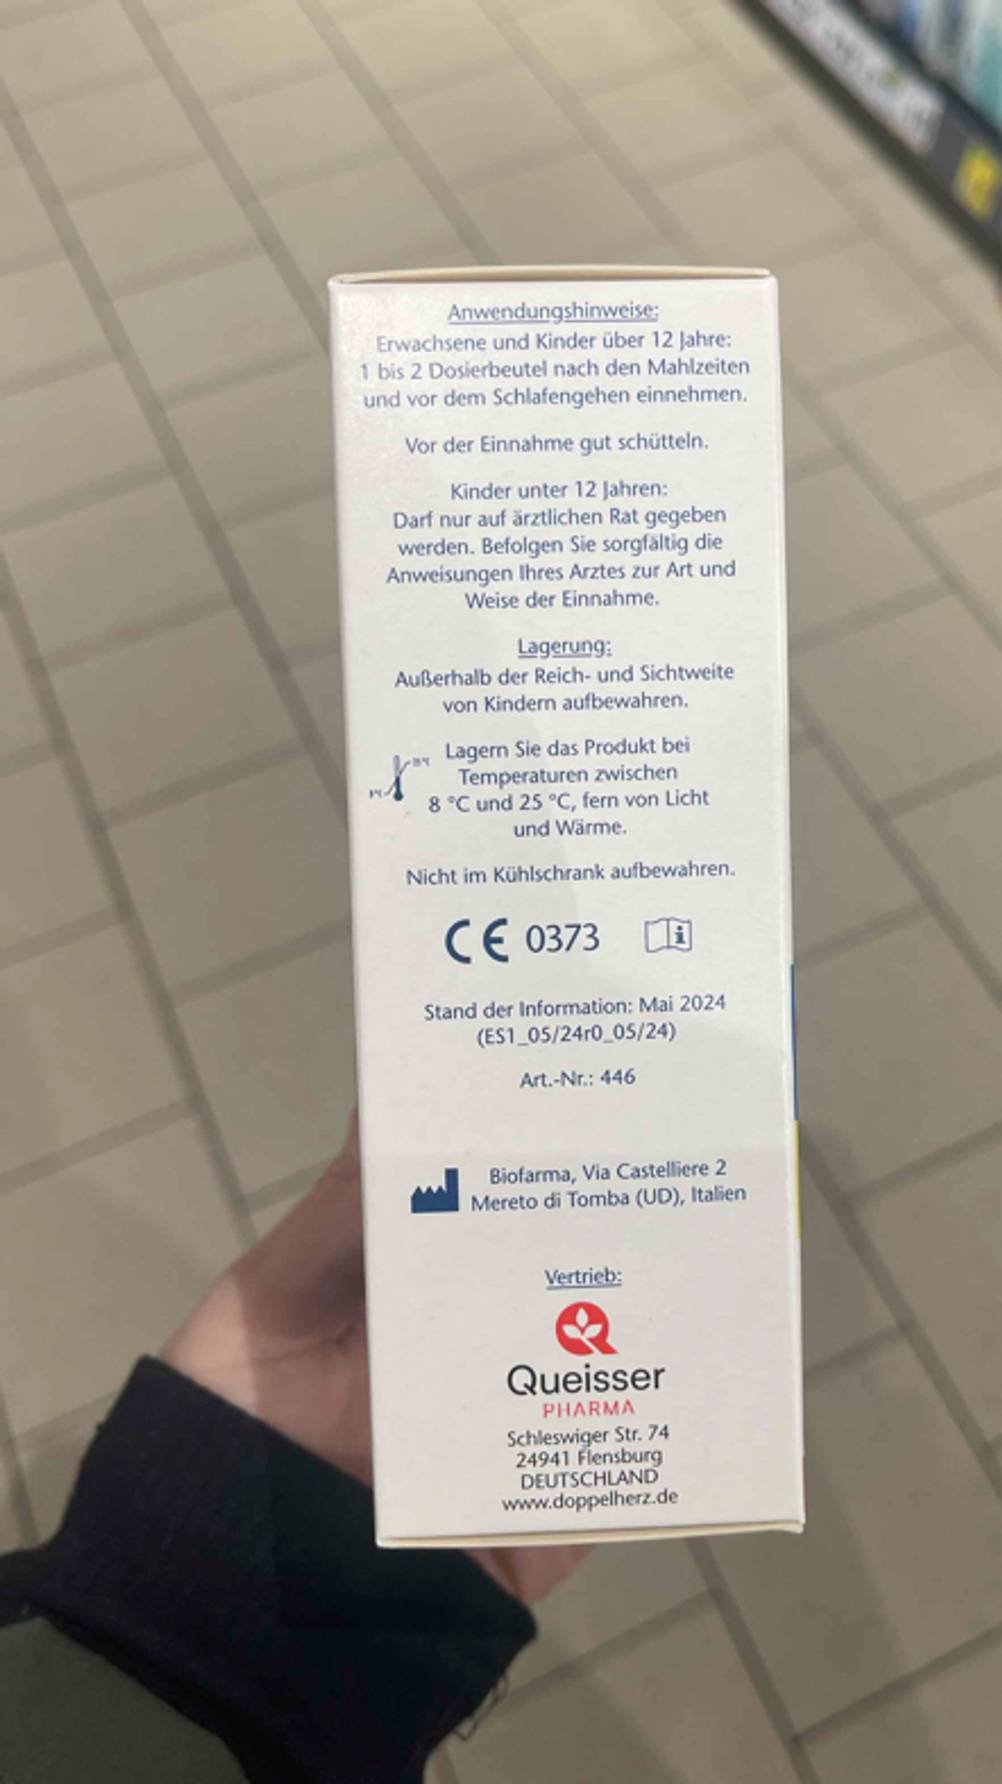 Anwendungshinweise:
Erwachsene und Kinder über 12 Jahre:
1 bis 2 Dosierbeutel nach den Mahlzeiten
und vor dem Schlafengehen einnehmen.
Vor der Einnahme gut schütteln.
Kinder unter 12 Jahren:
Darf nur auf ärztlichen Rat gegeben
werden. Befolgen Sie sorgfältig die
Anweisungen Ihres Arztes zur Art und
Weise der Einnahme.
Lagerung:
Außerhalb der Reich- und Sichtweite
von Kindern aufbewahren.
Lagern Sie das Produkt bei
Temperaturen zwischen
8 °C und 25 °C, fern von Licht
und Wärme.
Nicht im Kühlschrank aufbewahren.
CE 0373
Stand der Information: Mai 2024
(ES1_05/24r0_05/24)
Art.-Nr.: 446
Biofarma, Via Castelliere 2
Mereto di Tomba (UD), Italien
Vertrieb:
Queisser
PHARMA
Schleswiger Str. 74
24941 Flensburg
DEUTSCHLAND
www.doppelherz.de